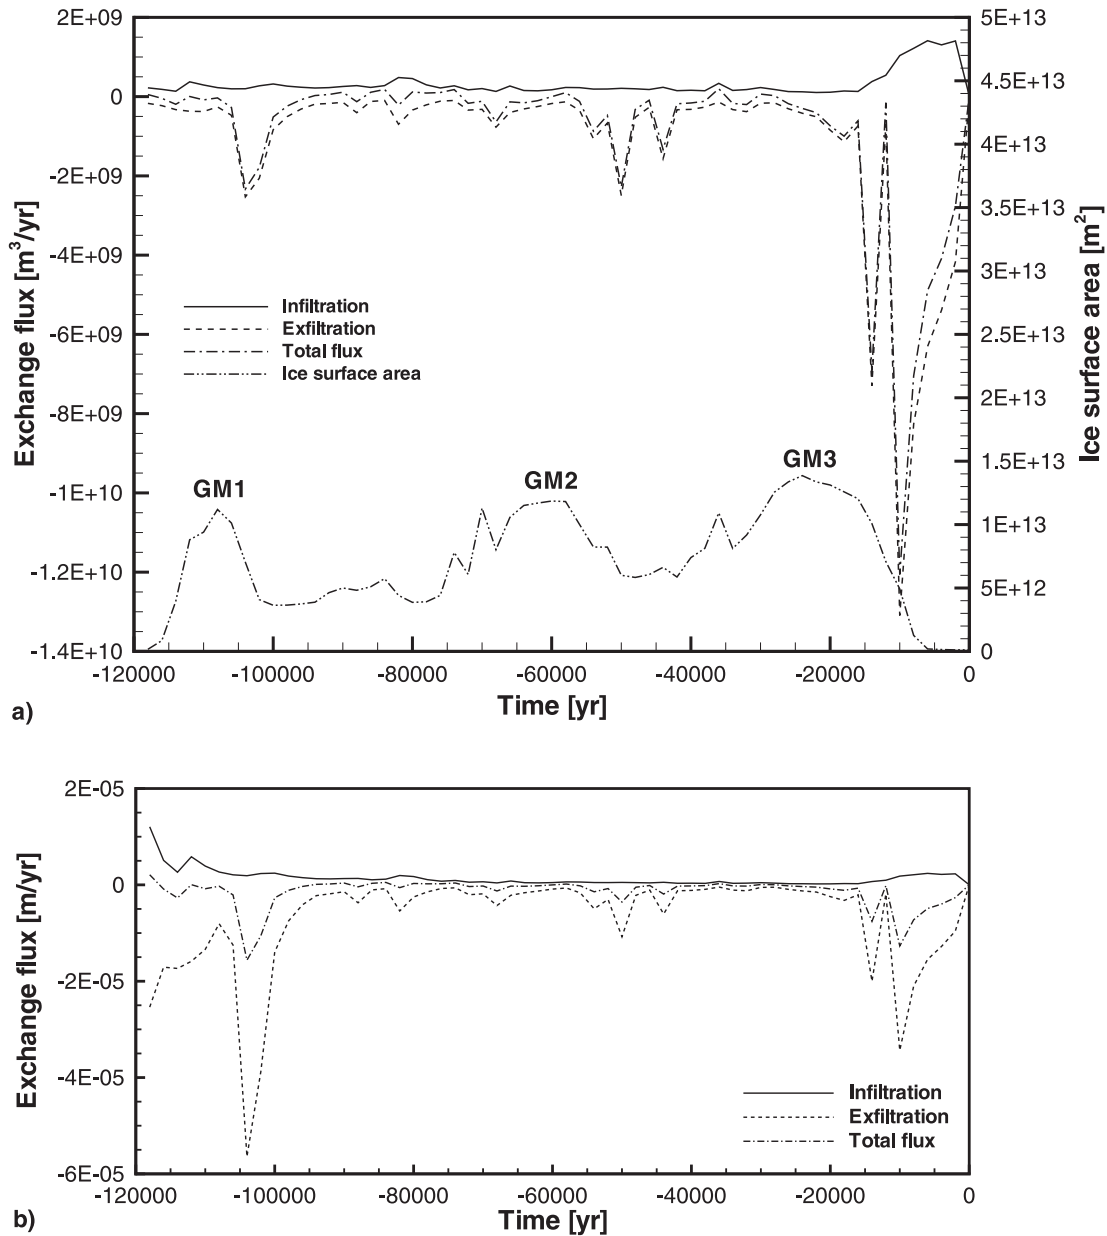 2E+09
0
-2E+09
-4E+09
-6E+09
-8E+09
-1E+10
-1.2E+10
-1.4E+10
Exchange flux [m³/yr]
5E+13
4.5E+13
4E+13
3.5E+13
3E+13
2.5E+13
2E+13
1.5E+13
1E+13
5E+12
0
Ice surface area [m²]
Infiltration
Exfiltration
Total flux
Ice surface area
GM1
GM2
GM3
-120000 -100000 -80000 -60000 -40000 -20000 0
Time [yr]
a)
2E-05
0
-2E-05
-4E-05
-6E-05
Exchange flux [m/yr]
Infiltration
Exfiltration
Total flux
-120000 -100000 -80000 -60000 -40000 -20000 0
Time [yr]
b)